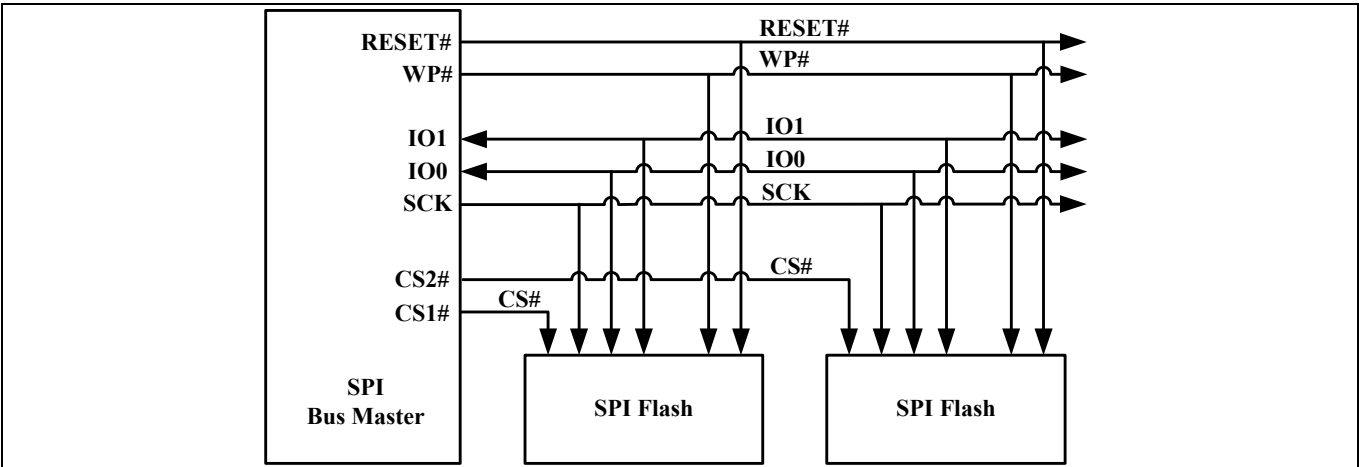 RESET#
RESET#
WP#
WP#
IO1
IO1
IO0
IO0
SCK
SCK
CS2#
CS#
CS1#
CS#
SPI
Bus Master
SPI Flash
SPI Flash